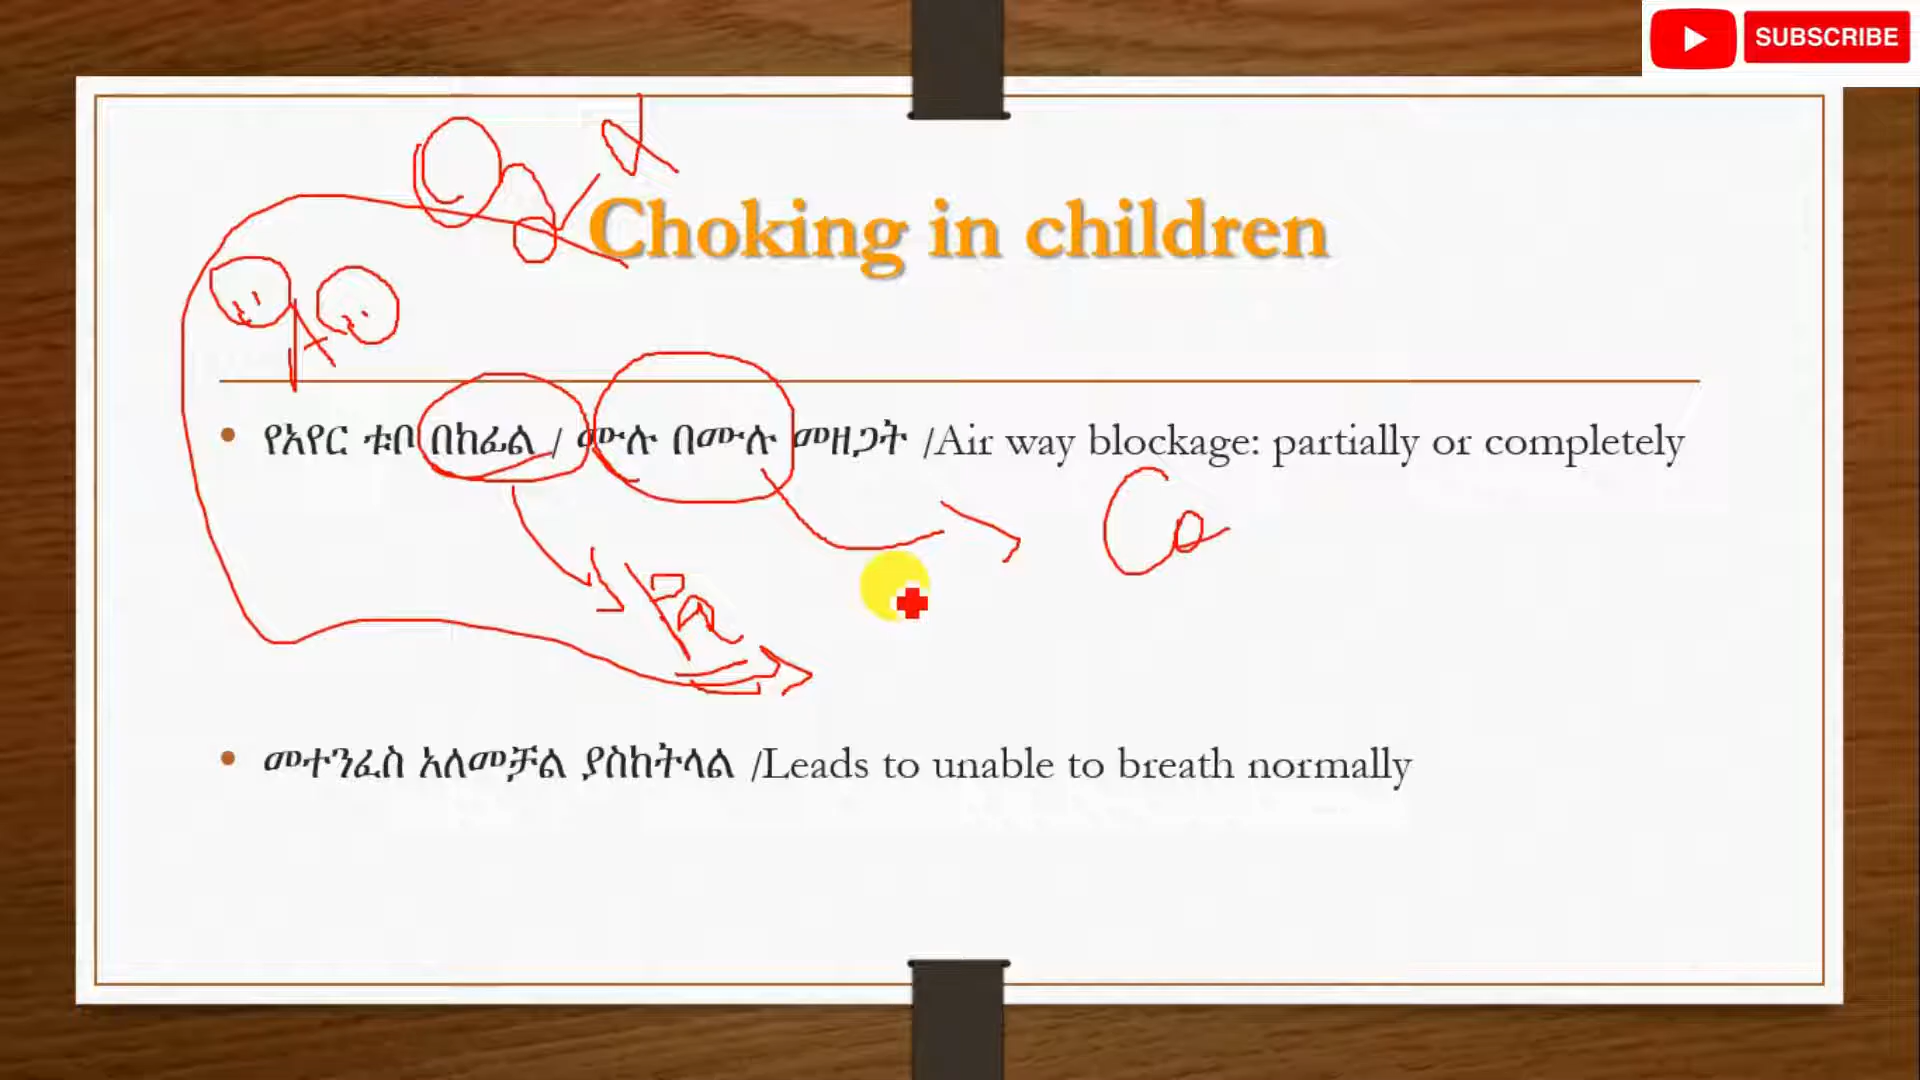 SUBSCRIBE
Choking in children
የአየር ቱቦ በከፊል / ሙሉ በሙሉ መዘጋት /Air way blockage: partially or completely
Co
መተንፈስ አለመቻል ያስከትላል /Leads to unable to breath normally